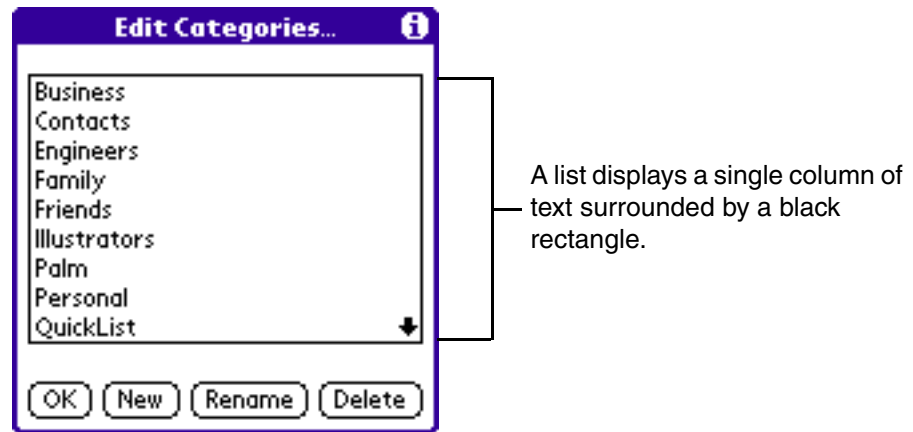 Edit Categories...
i
Business
Contacts
Engineers
Family
Friends
Illustrators
Palm
Personal
QuickList
OK New Rename Delete
A list displays a single column of
text surrounded by a black
rectangle.